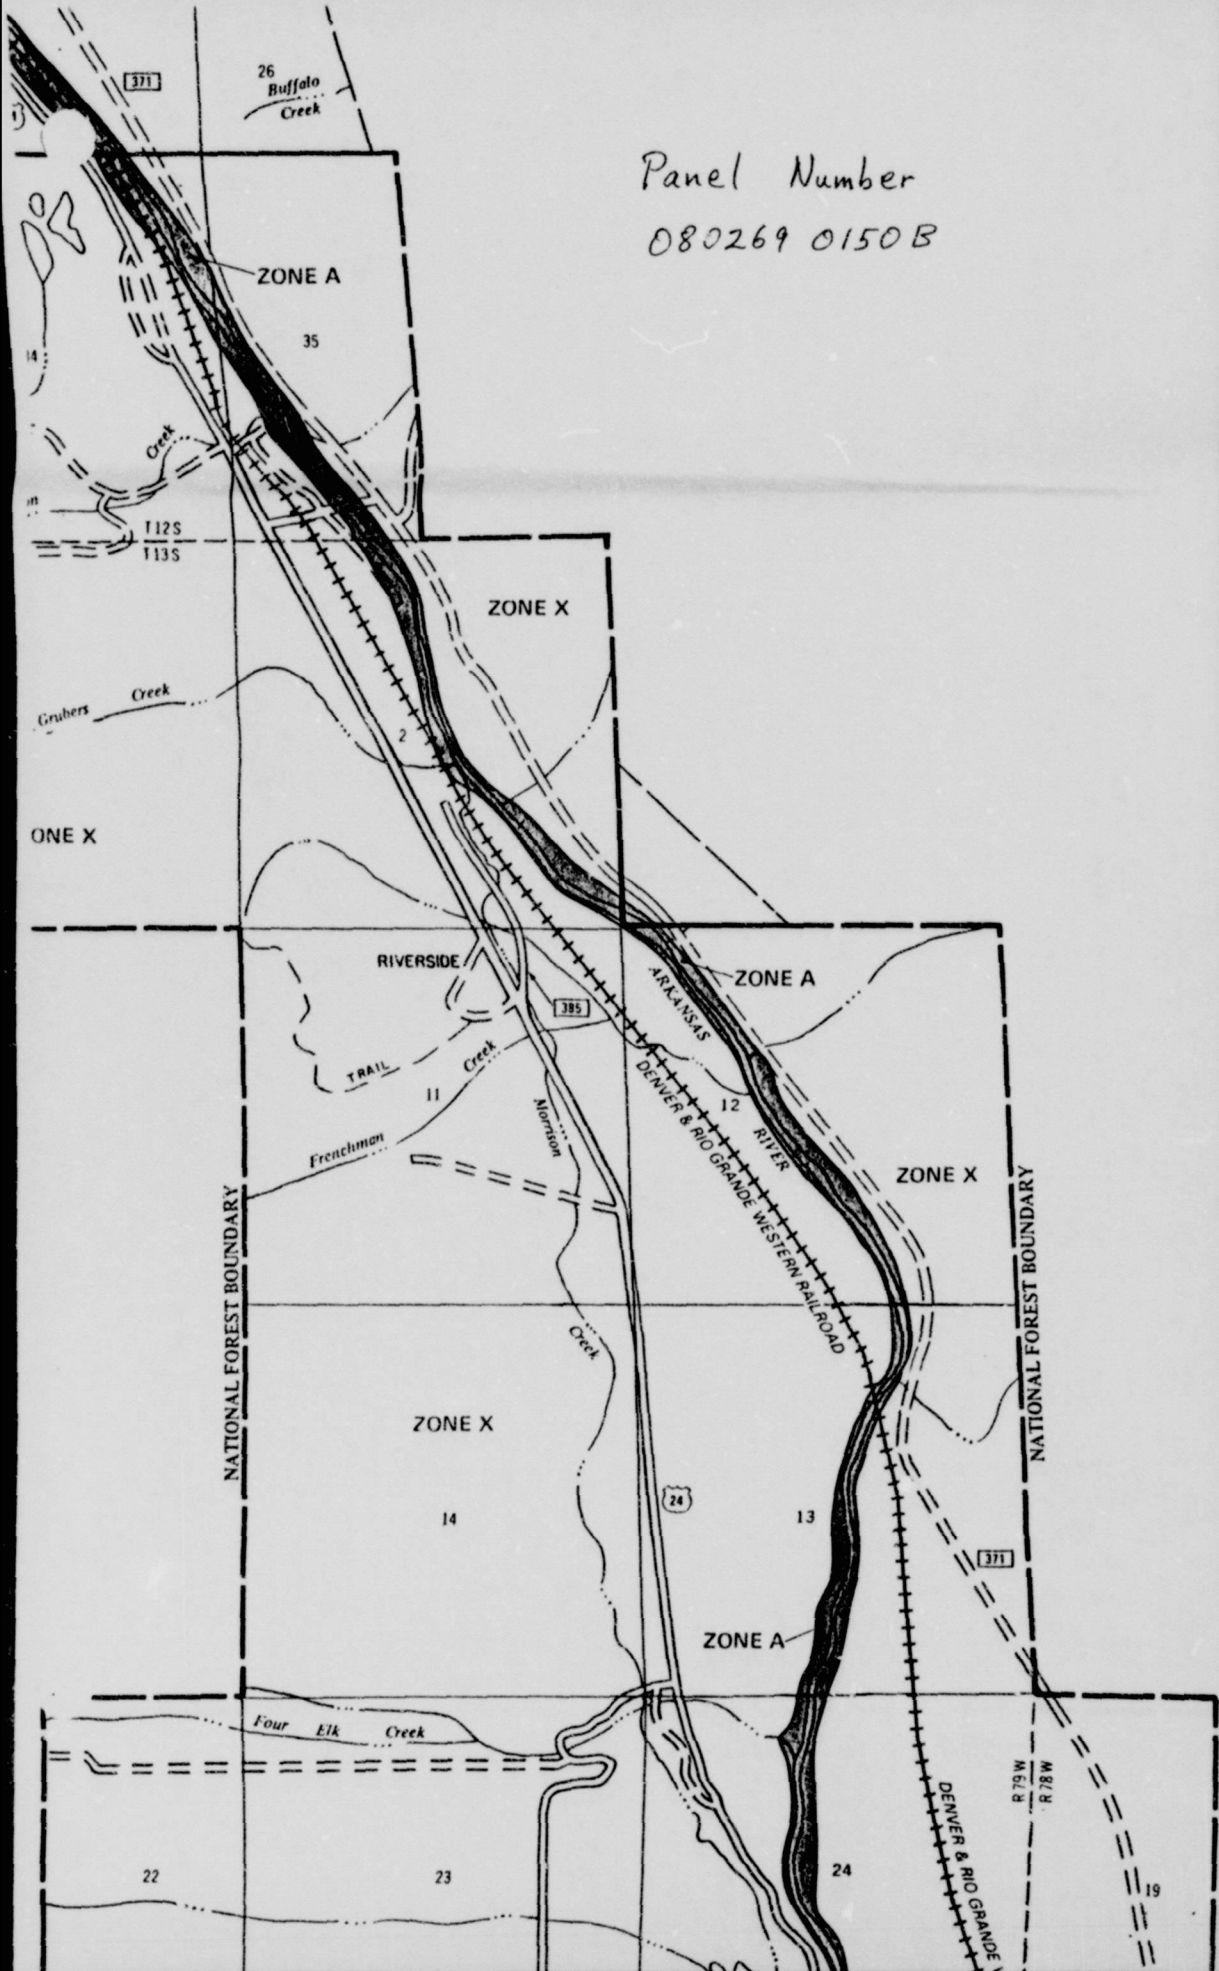 371
26
Buffalo
Creek
Panel Number
080269 0150B
ZONE A
35
14
Creek
T12S
T13S
ZONE X
Creek
Grubers
2
ONE X
RIVERSIDE
ZONE A
ARKANSAS
385
TRAIL
Creek
11
12
DENVER & RIO GRANDE WESTERN RAILROAD
Morrison
RIVER
Frenchman
ZONE X
NATIONAL FOREST BOUNDARY
NATIONAL FOREST BOUNDARY
Creek
ZONE X
24
14
13
371
ZONE A
Four Elk Creek
R79W
R78W
DENVER & RIO GRANDE
22
23
24
19